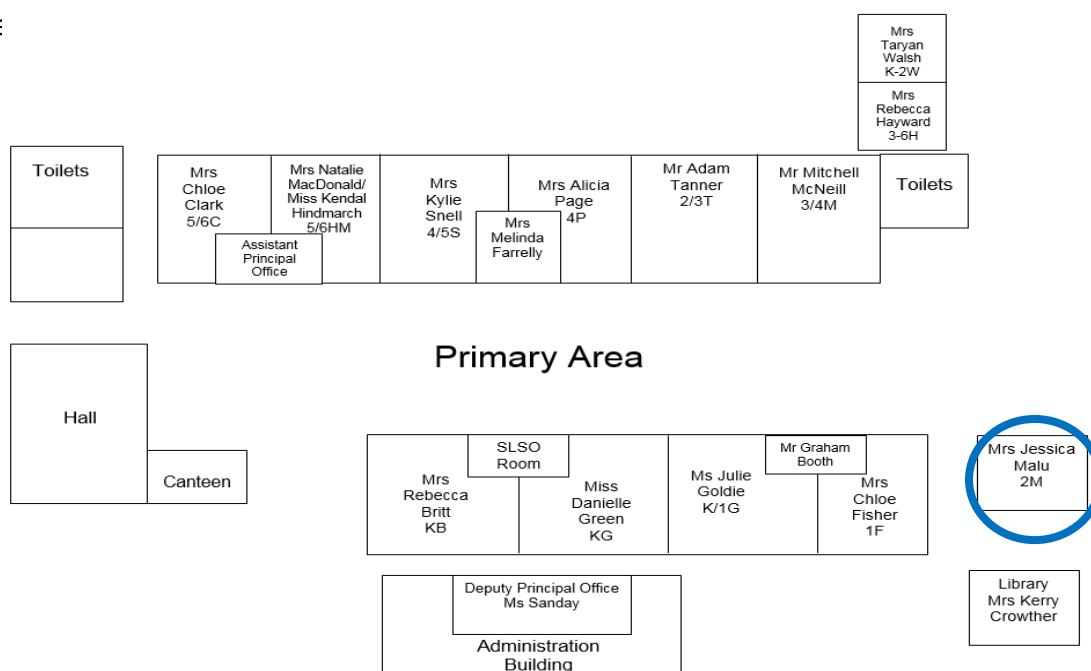 Mrs
Taryan
Walsh
K-2W
Mrs
Rebecca
Hayward
3-6H
Toilets
Mrs
Chloe
Clark
5/6C
Mrs Natalie
MacDonald/
Miss Kendal
Hindmarch
5/6HM
Assistant
Principal
Office
Mrs
Kylie
Snell
4/5S
Mrs Alicia
Page
4P
Mrs
Melinda
Farrelly
Mr Adam
Tanner
2/3T
Mr Mitchell
McNeill
3/4M
Toilets
Primary Area
Hall
Canteen
SLSO
Room
Mrs
Rebecca
Britt
KB
Miss
Danielle
Green
KG
Ms Julie
Goldie
K/1G
Mr Graham
Booth
Mrs
Chloe
Fisher
1F
Mrs Jessica
Malu
2M
Deputy Principal Office
Ms Sanday
Administration
Building
Library
Mrs Kerry
Crowther